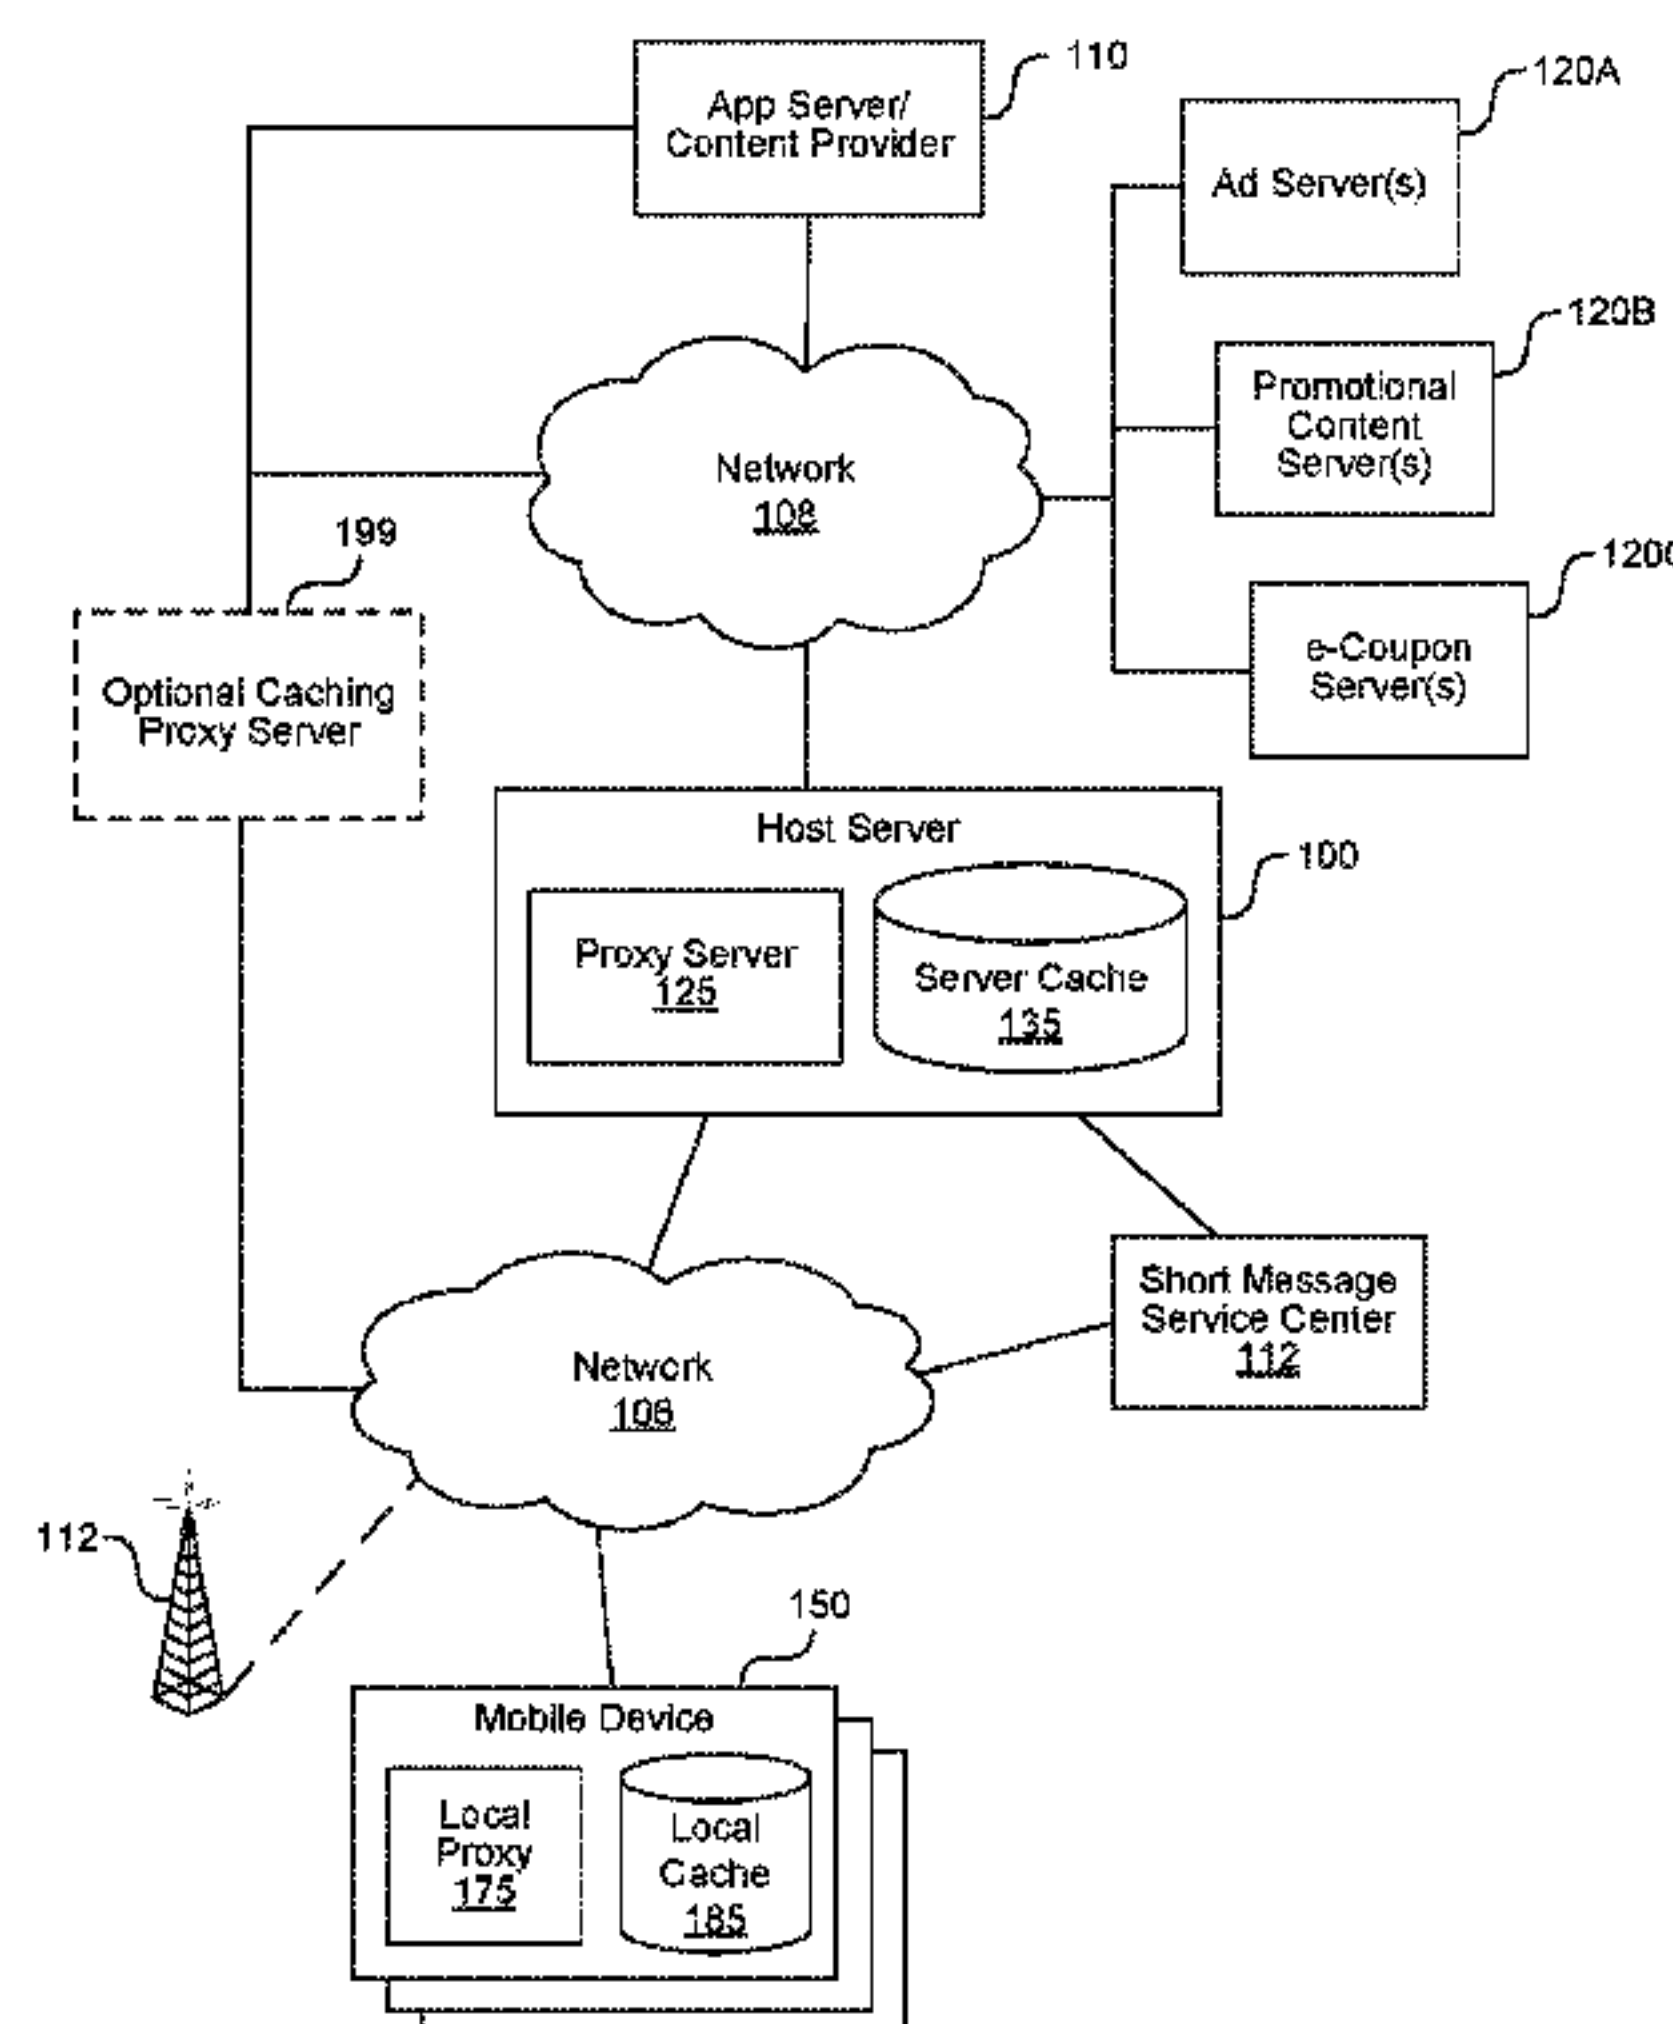 110
App Server/
Content Provider
120A
Ad Server(s)
120B
Promotional
Content
Server(s)
Network
108
199
120C
e-Coupon
Server(s)
Optional Caching
Proxy Server
Host Server
100
Proxy Server
125
Server Cache
135
Short Message
Service Center
112
Network
106
112
150
Mobile Device
Local
Proxy
175
Local
Cache
185